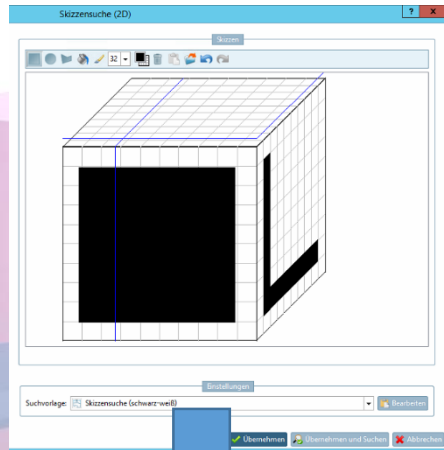 Skizzensuche (2D)
? X
Skizzen
32
Einstellungen
Suchvorlage: Skizzensuche (schwarz-weiß)
Bearbeiten
Übernehmen
Übernehmen und Suchen
Abbrechen